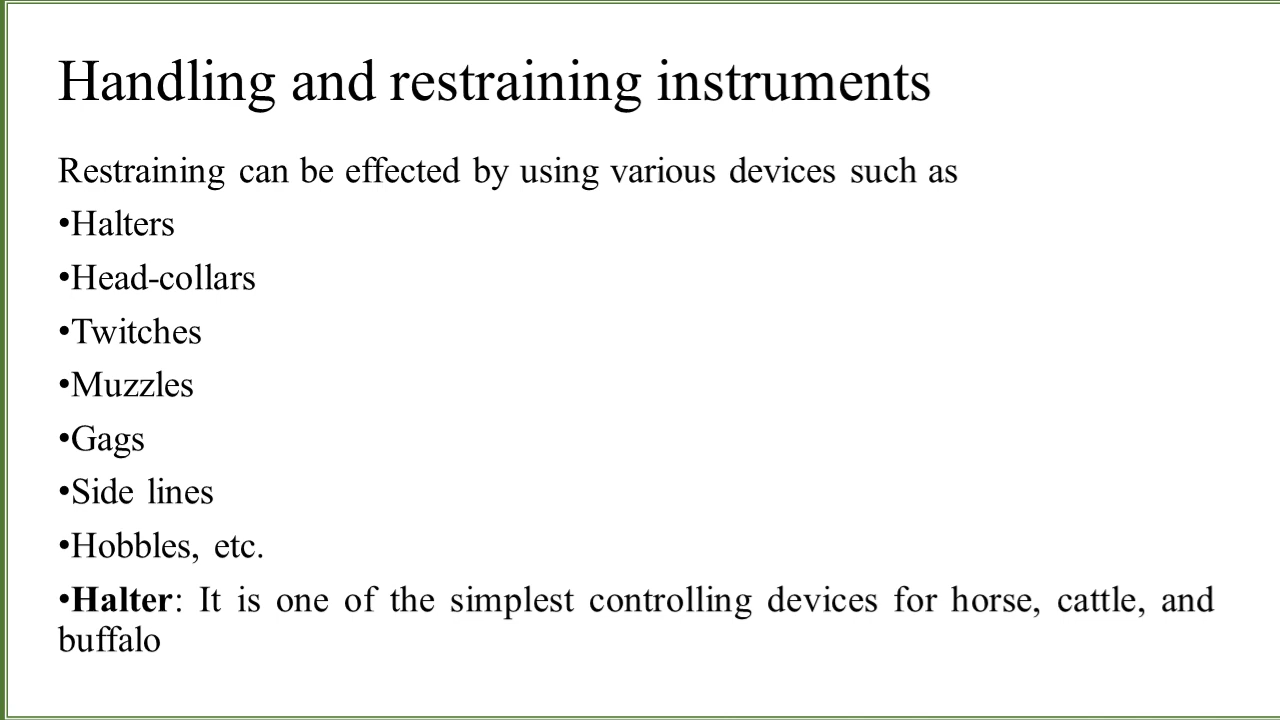 Handling and restraining instruments
Restraining can be effected by using various devices such as
•Halters
•Head-collars
•Twitches
•Muzzles
•Gags
•Side lines
•Hobbles, etc.
•Halter: It is one of the simplest controlling devices for horse, cattle, and
buffalo